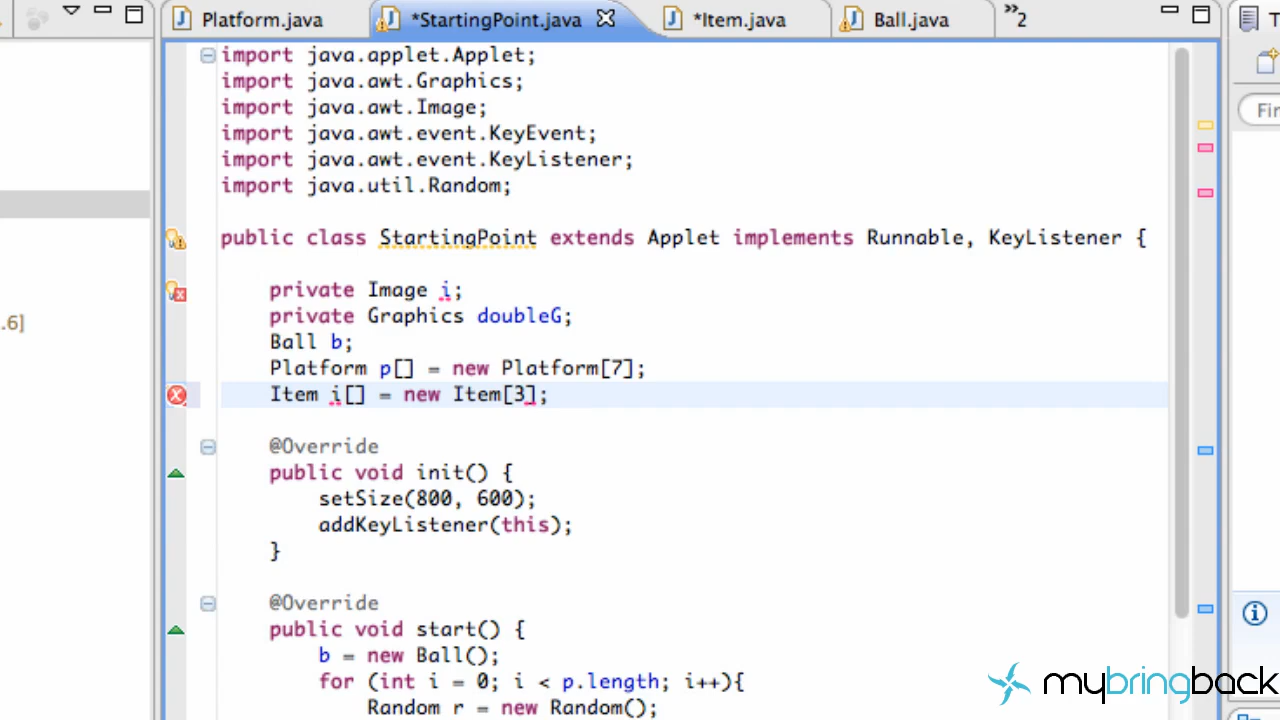 Platform.java
*StartingPoint.java
*Item.java
Ball.java
»2
import java.applet.Applet;
import java.awt.Graphics;
import java.awt.Image;
import java.awt.event.KeyEvent;
import java.awt.event.KeyListener;
import java.util.Random;
public class StartingPoint extends Applet implements Runnable, KeyListener {
private Image i;
private Graphics doubleG;
Ball b;
Platform p[] = new Platform[7];
Item i[] = new Item[3];
@Override
public void init() {
setSize(800, 600);
addKeyListener(this);
}
@Override
public void start() {
b = new Ball();
for (int i = 0; i < p.length; i++){
Random r = new Random();
.6]
Fin
mybringback